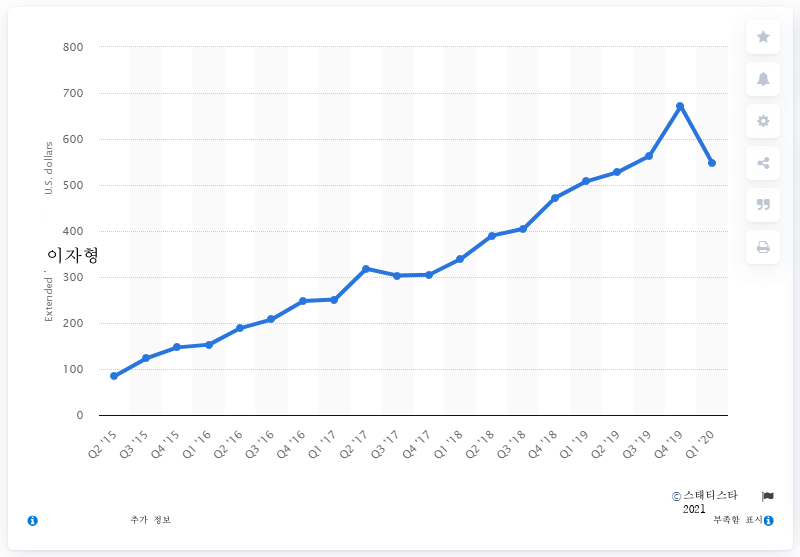 800
700
600
500
400
300
200
100
0
U.S. dollars
이자형
Extended
Q2 '15
Q3 '15
Q4 '15
Q1 '16
Q2 '16
Q3 '16
Q4 '16
Q1 '17
Q2 '17
Q3 '17
Q4 '17
Q1 '18
Q2 '18
Q3 '18
Q4 '18
Q1 '19
Q2 '19
Q3 '19
Q4 '19
Q1 '20
© 스태티스타
2021
추가 정보
부족함 표시